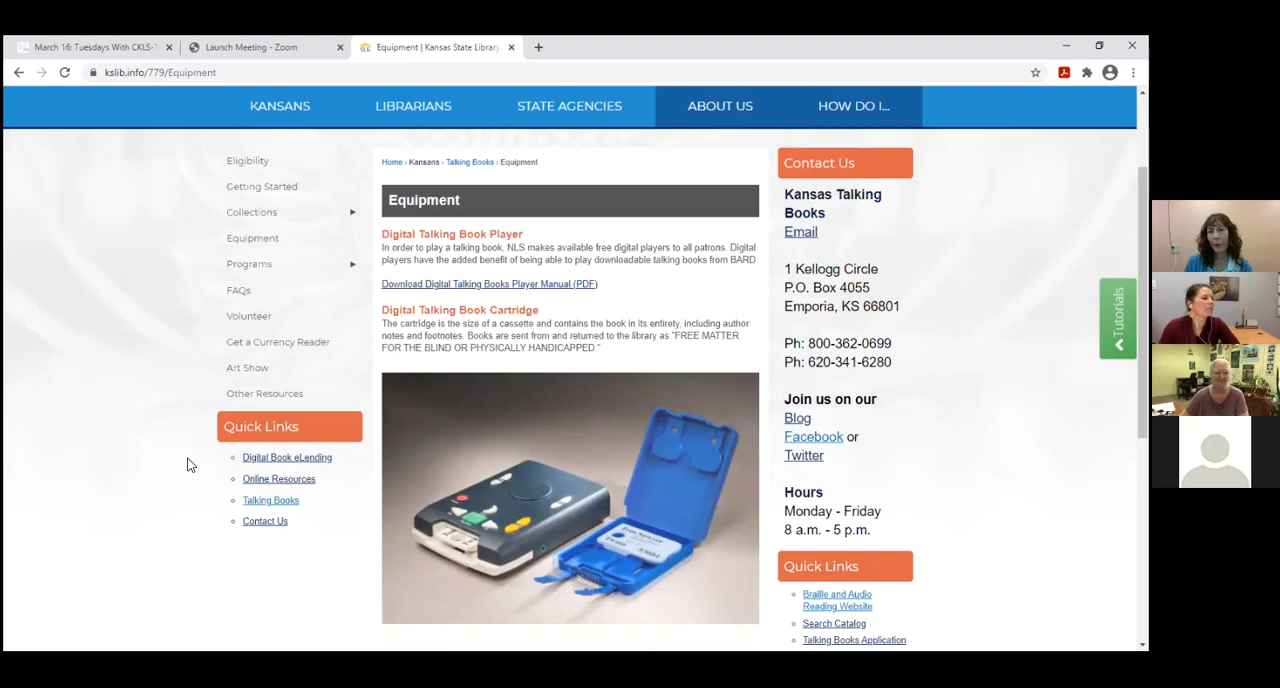 March 16: Tuesdays With CKLS-T
Launch Meeting - Zoom
Equipment | Kansas State Library
kslib.info/779/Equipment
KANSANS
LIBRARIANS
STATE AGENCIES
ABOUT US
HOW DO I...
Eligibility
Getting Started
Collections
Equipment
Programs
FAQs
Volunteer
Get a Currency Reader
Art Show
Other Resources
Quick Links
Digital Book eLending
Online Resources
Talking Books
Contact Us
Home › Kansans › Talking Books › Equipment
Equipment
Digital Talking Book Player
In order to play a talking book, NLS makes available free digital players to all patrons. Digital
players have the added benefit of being able to play downloadable talking books from BARD.
Download Digital Talking Books Player Manual (PDF)
Digital Talking Book Cartridge
The cartridge is the size of a cassette and contains the book in its entirety, including author
notes and footnotes. Books are sent from and returned to the library as "FREE MATTER
FOR THE BLIND OR PHYSICALLY HANDICAPPED."
Contact Us
Kansas Talking
Books
Email
1 Kellogg Circle
P.O. Box 4055
Emporia, KS 66801
Ph: 800-362-0699
Ph: 620-341-6280
Join us on our
Blog
Facebook or
Twitter
Hours
Monday - Friday
8 a.m. - 5 p.m.
Quick Links
Braille and Audio
Reading Website
Search Catalog
Talking Books Application
Tutorials